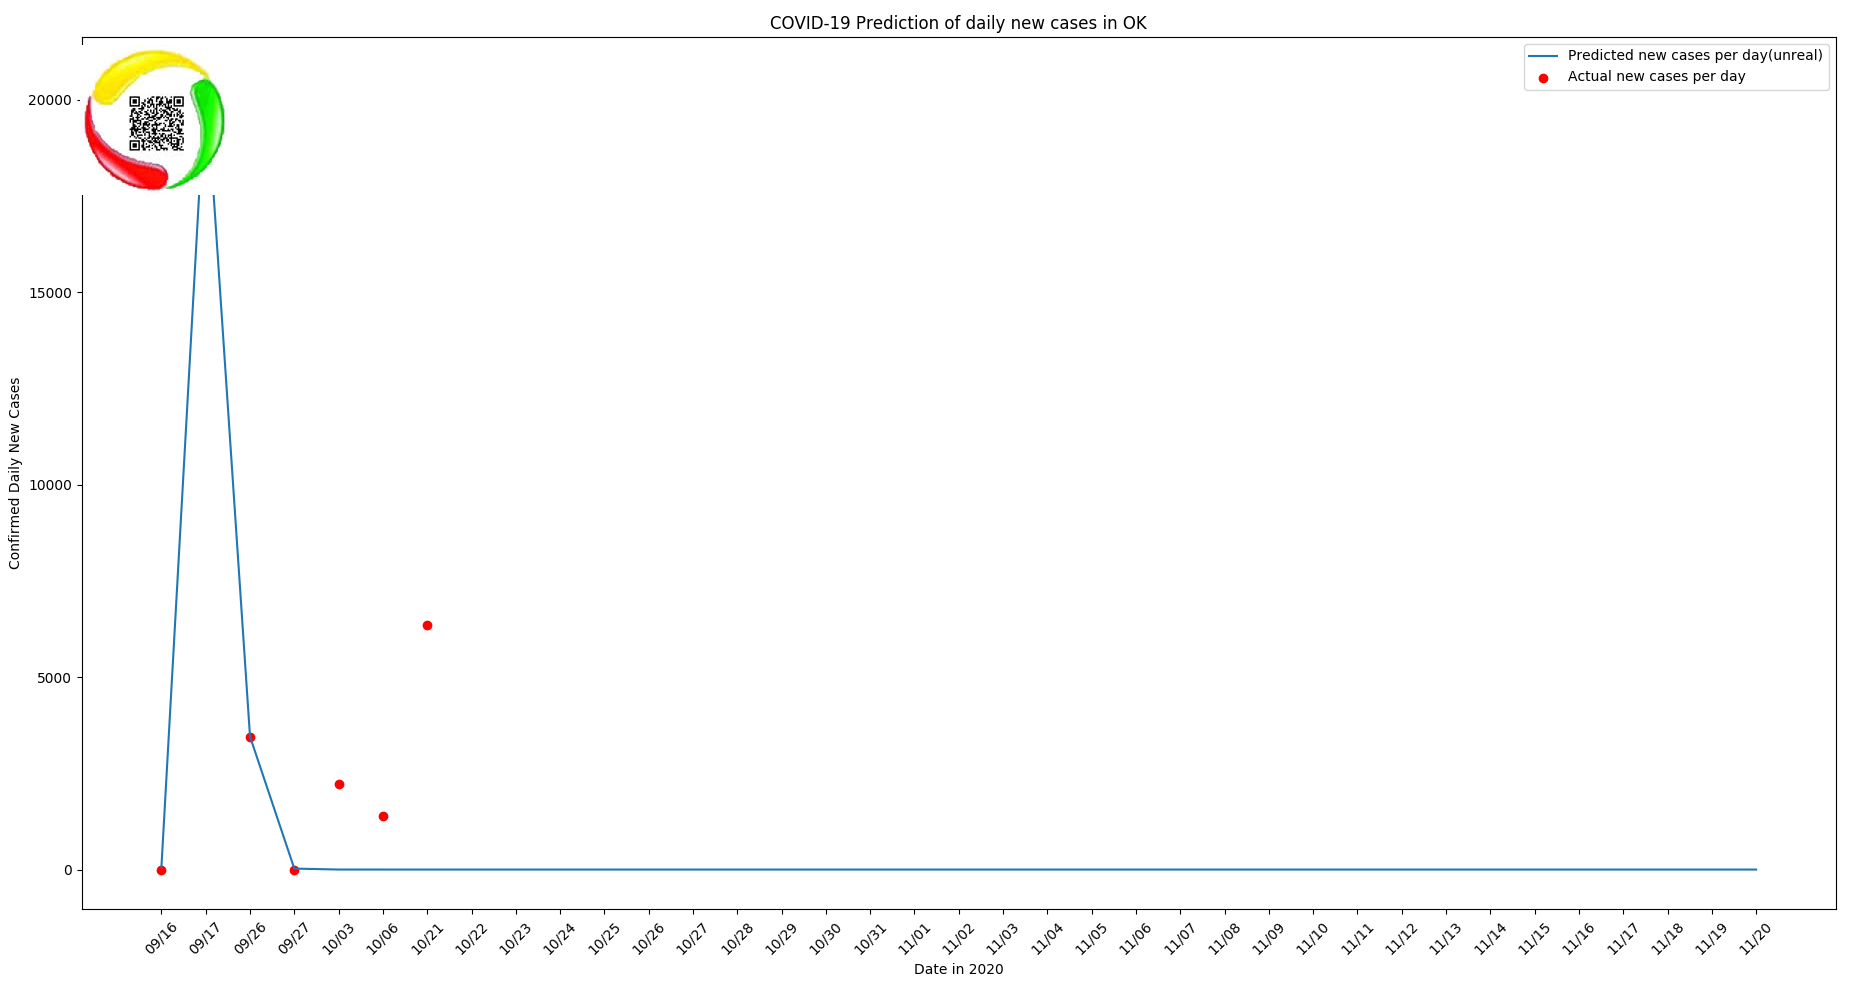 COVID-19 Prediction of daily new cases in OK
Predicted new cases per day(unreal)
Actual new cases per day
20000
15000
10000
5000
0
Confirmed Daily New Cases
09/16 09/17 09/26 09/27 10/03 10/06 10/21 10/22 10/23 10/24 10/25 10/26 10/27 10/28 10/29 10/30 10/31 11/01 11/02 11/03 11/04 11/05 11/06 11/07 11/08 11/09 11/10 11/11 11/12 11/13 11/14 11/15 11/16 11/17 11/18 11/19 11/20
Date in 2020